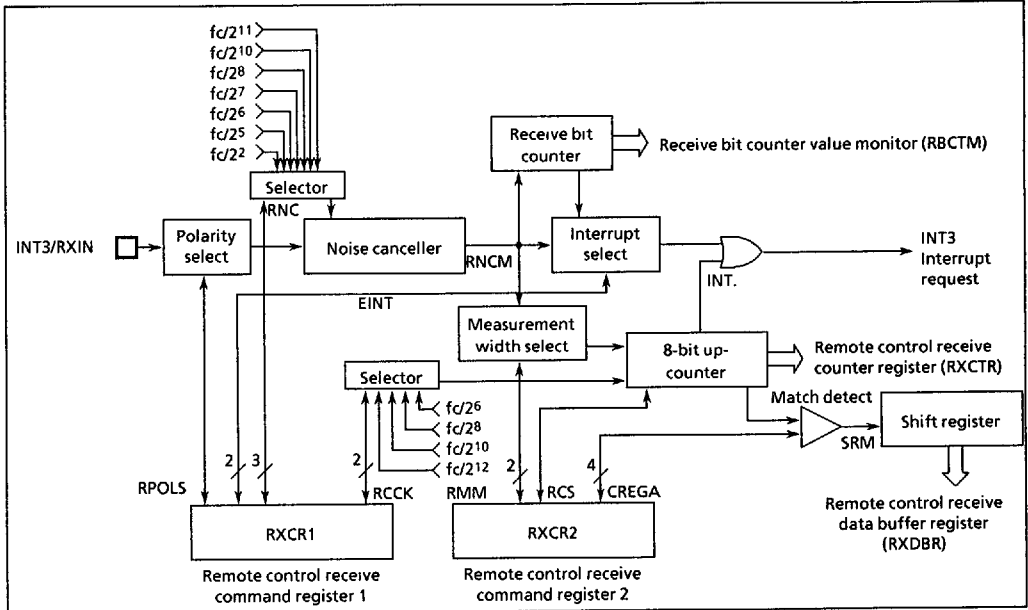 fc/2¹¹
fc/2¹⁰
fc/2⁸
fc/2⁷
fc/2⁶
fc/2⁵
fc/2²
Selector
RNC
INT3/RXIN
Polarity
select
Noise canceller
RNCM
Receive bit
counter
Receive bit counter value monitor (RBCTM)
Interrupt
select
INT3
Interrupt
request
INT.
EINT
Measurement
width select
8-bit up-
counter
Remote control receive
counter register (RXCTR)
Selector
fc/2⁶
fc/2⁸
fc/2¹⁰
fc/2¹²
Match detect
SRM
Shift register
Remote control receive
data buffer register
(RXDBR)
2
3
2
2
4
RPOLS
RCCK
RMM
RCS
CREGA
RXCR1
RXCR2
Remote control receive
command register 1
Remote control receive
command register 2